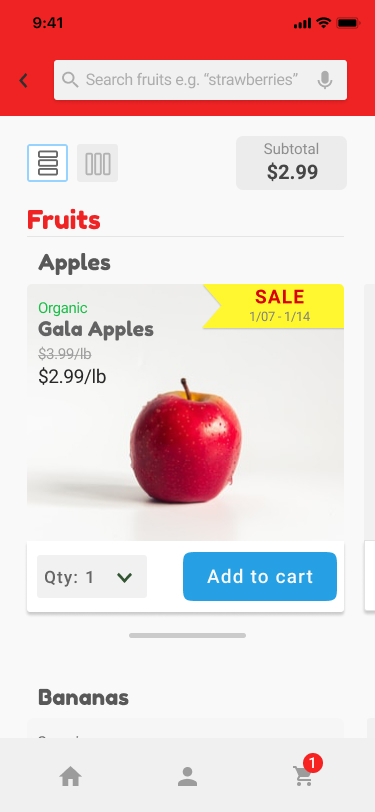 9:41
Search fruits e.g. “strawberries”
Subtotal
$2.99
Fruits
Apples
SALE
1/07 - 1/14
Organic
Gala Apples
$3.99/lb
$2.99/lb
Qty: 1
Add to cart
Bananas
1